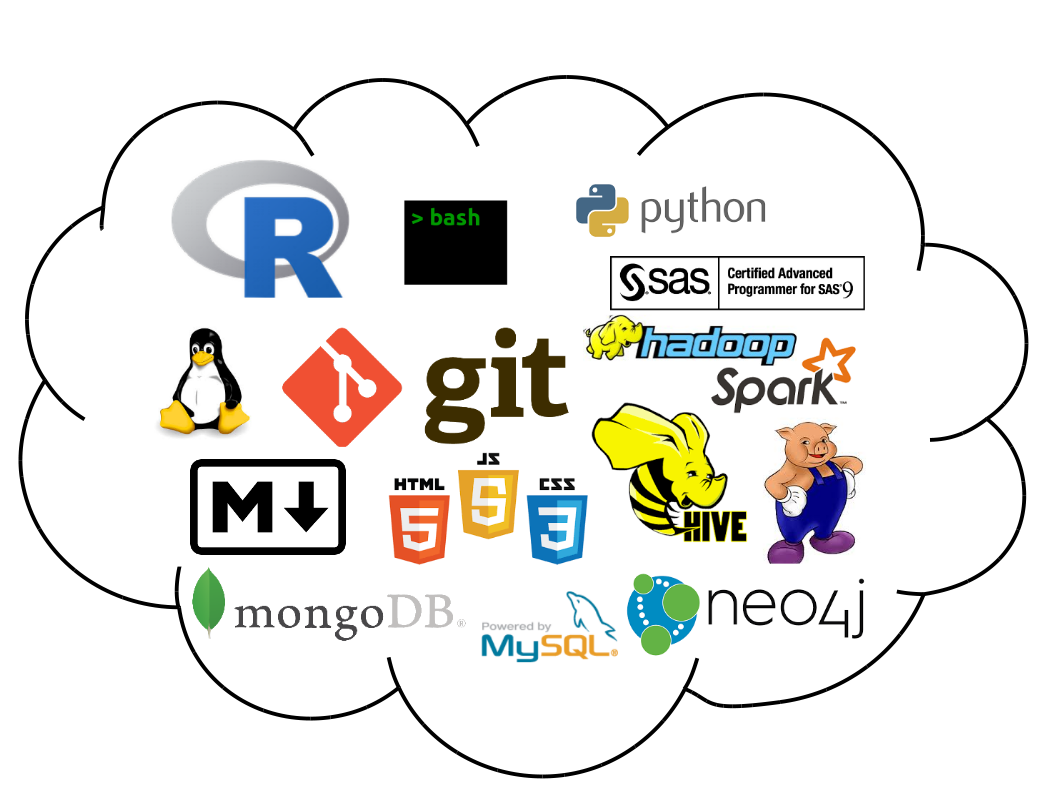 R
> bash
python
sas.
Certified Advanced
Programmer for SAS®9
hadoop
Spark™
git
M
HTML
5
JS
5
CSS
3
HIVE
mongoDB®
Powered by
MySQL®
neo4j